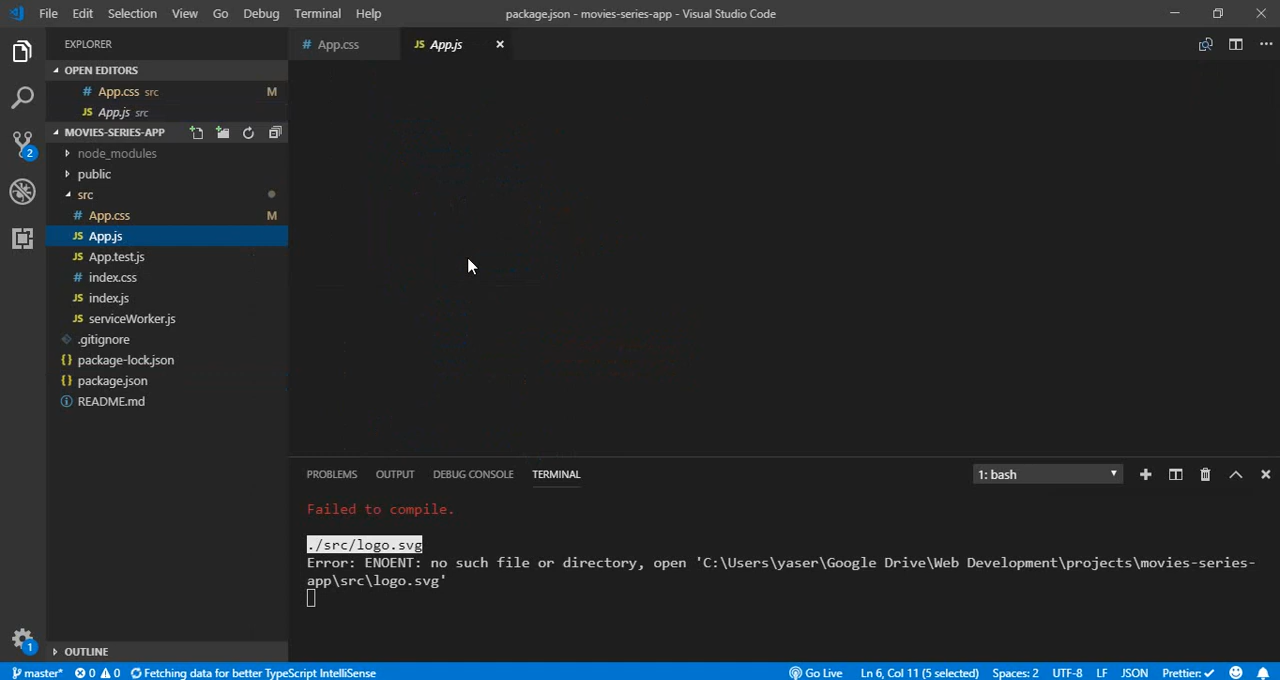 File Edit Selection View Go Debug Terminal Help
package.json - movies-series-app - Visual Studio Code
EXPLORER
# App.css
JS App.js
OPEN EDITORS
# App.css src M
JS App.js src
MOVIES-SERIES-APP
node_modules
public
src
# App.css M
JS App.js
JS App.test.js
# index.css
JS index.js
JS serviceWorker.js
.gitignore
{} package-lock.json
{} package.json
README.md
2
PROBLEMS OUTPUT DEBUG CONSOLE TERMINAL
1: bash
Failed to compile.
./src/logo.svg
Error: ENOENT: no such file or directory, open 'C:\Users\yaser\Google Drive\Web Development\projects\movies-series-
app\src\logo.svg'
1
OUTLINE
master* 0 0 Fetching data for better TypeScript IntelliSense
Go Live Ln 6, Col 11 (5 selected) Spaces: 2 UTF-8 LF JSON Prettier: ✓